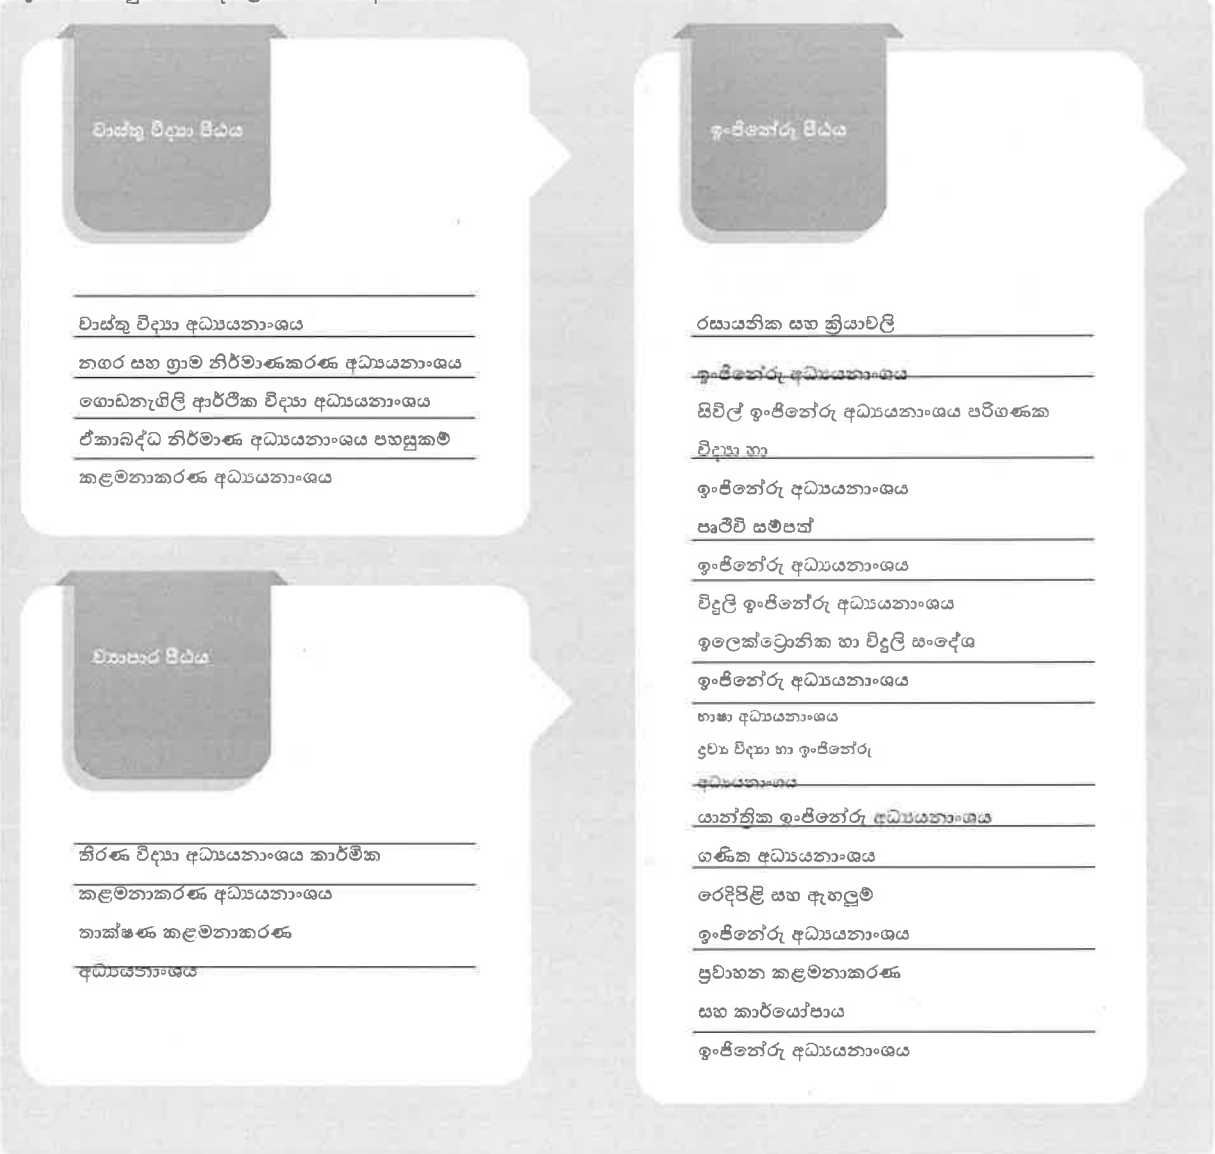 වාස්තු විද්‍යා පීඨය
වාස්තු විද්‍යා අධ්‍යයනාංශය
නගර සහ ග්‍රාම නිර්මාණකරණ අධ්‍යයනාංශය
ගොඩනැගිලි ආර්ථික විද්‍යා අධ්‍යයනාංශය
ඒකාබද්ධ නිර්මාණ අධ්‍යයනාංශය පහසුකම්
කළමනාකරණ අධ්‍යයනාංශය
ව්‍යාපාර පීඨය
තීරණ විද්‍යා අධ්‍යයනාංශය කාර්මික
කළමනාකරණ අධ්‍යයනාංශය
තාක්ෂණ කළමනාකරණ
අධ්‍යයනාංශය
ඉංජිනේරු පීඨය
රසායනික සහ ක්‍රියාවලි
ඉංජිනේරු අධ්‍යයනාංශය
සිවිල් ඉංජිනේරු අධ්‍යයනාංශය පරිගණක
විද්‍යා හා
ඉංජිනේරු අධ්‍යයනාංශය
පෘථිවි සම්පත්
ඉංජිනේරු අධ්‍යයනාංශය
විදුලි ඉංජිනේරු අධ්‍යයනාංශය
ඉලෙක්ට්‍රොනික හා විදුලි සංදේශ
ඉංජිනේරු අධ්‍යයනාංශය
භාෂා අධ්‍යයනාංශය
ද්‍රව්‍ය විද්‍යා හා ඉංජිනේරු
අධ්‍යයනාංශය
යාන්ත්‍රික ඉංජිනේරු අධ්‍යයනාංශය
ගණිත අධ්‍යයනාංශය
රෙදිපිළි සහ ඇඟලුම්
ඉංජිනේරු අධ්‍යයනාංශය
ප්‍රවාහන කළමනාකරණ
සහ කාර්යෝපාය
ඉංජිනේරු අධ්‍යයනාංශය